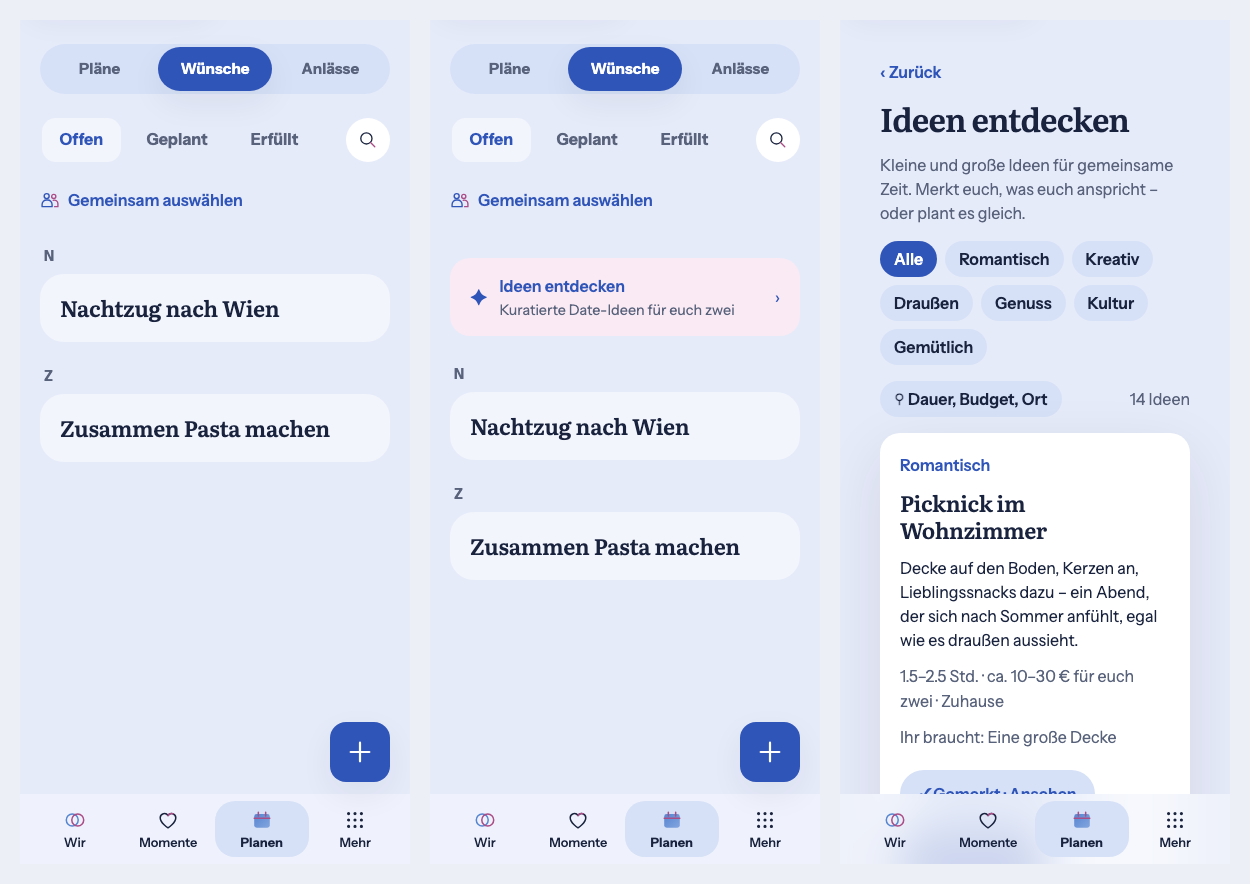 Pläne Wünsche Anlässe
Offen Geplant Erfüllt
Gemeinsam auswählen
N
Nachtzug nach Wien
Z
Zusammen Pasta machen
Wir Momente Planen Mehr
Pläne Wünsche Anlässe
Offen Geplant Erfüllt
Gemeinsam auswählen
Ideen entdecken
Kuratierte Date-Ideen für euch zwei
N
Nachtzug nach Wien
Z
Zusammen Pasta machen
Wir Momente Planen Mehr
‹ Zurück
Ideen entdecken
Kleine und große Ideen für gemeinsame
Zeit. Merkt euch, was euch anspricht –
oder plant es gleich.
Alle Romantisch Kreativ
Draußen Genuss Kultur
Gemütlich
Dauer, Budget, Ort 14 Ideen
Romantisch
Picknick im
Wohnzimmer
Decke auf den Boden, Kerzen an,
Lieblingssnacks dazu – ein Abend,
der sich nach Sommer anfühlt, egal
wie es draußen aussieht.
1.5–2.5 Std. · ca. 10–30 € für euch
zwei · Zuhause
Ihr braucht: Eine große Decke
✓ Gemerkt · Ansehen
Wir Momente Planen Mehr